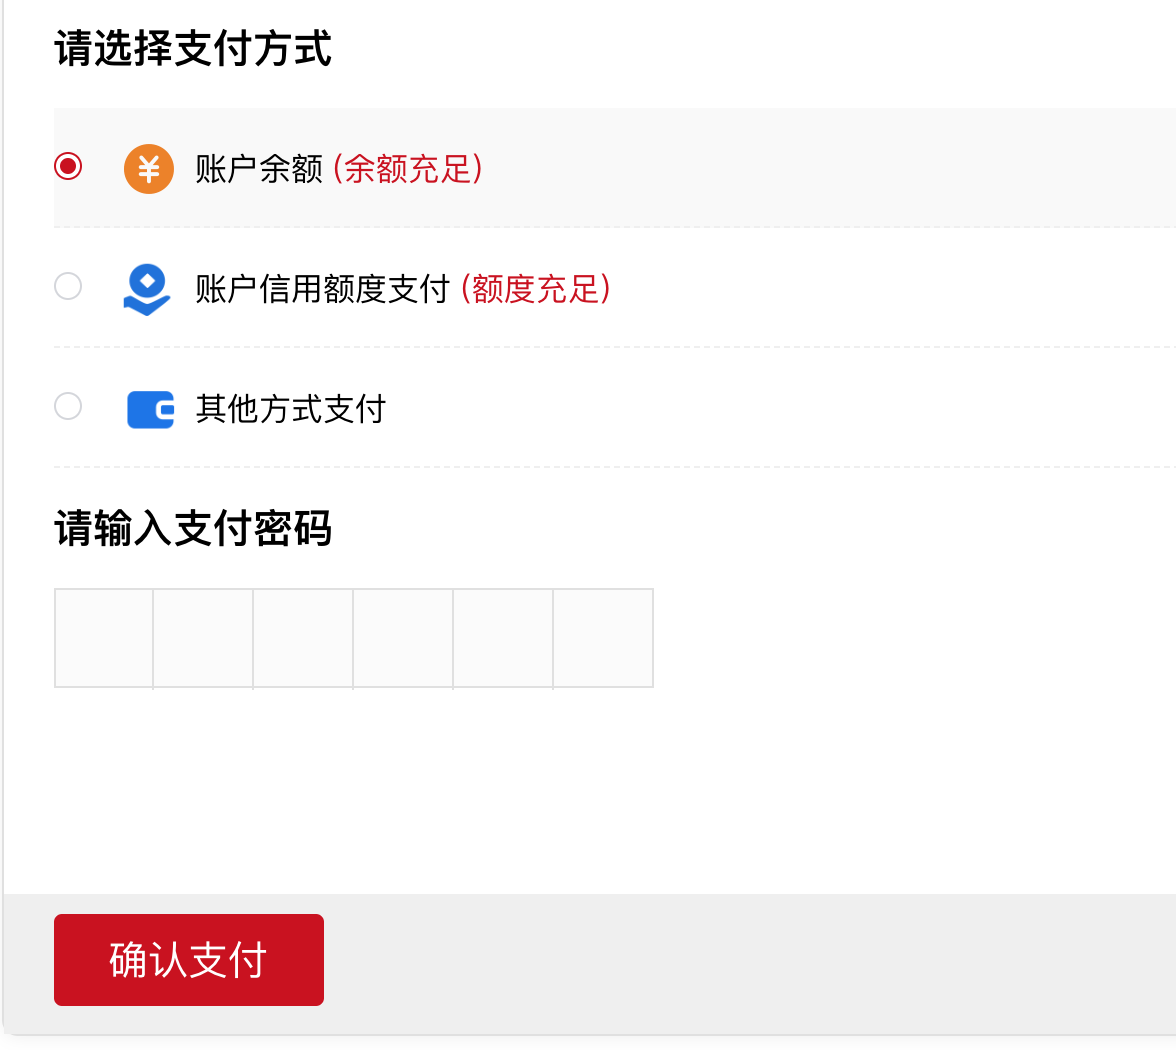 请选择支付方式
账户余额 (余额充足)
账户信用额度支付 (额度充足)
其他方式支付
请输入支付密码
确认支付